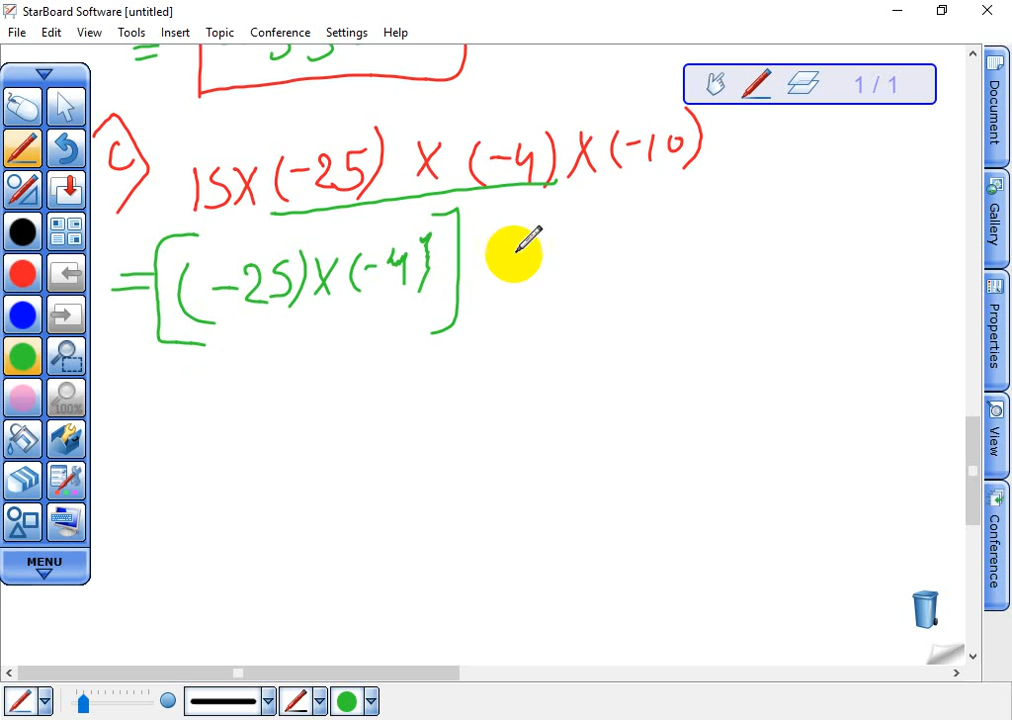 StarBoard Software [untitled]
File Edit View Tools Insert Topic Conference Settings Help
1 / 1
c) 15 X (-25) X (-4) X (-10)
= [(-25) X (-4)]
100%
MENU
Document
Gallery
Properties
View
Conference